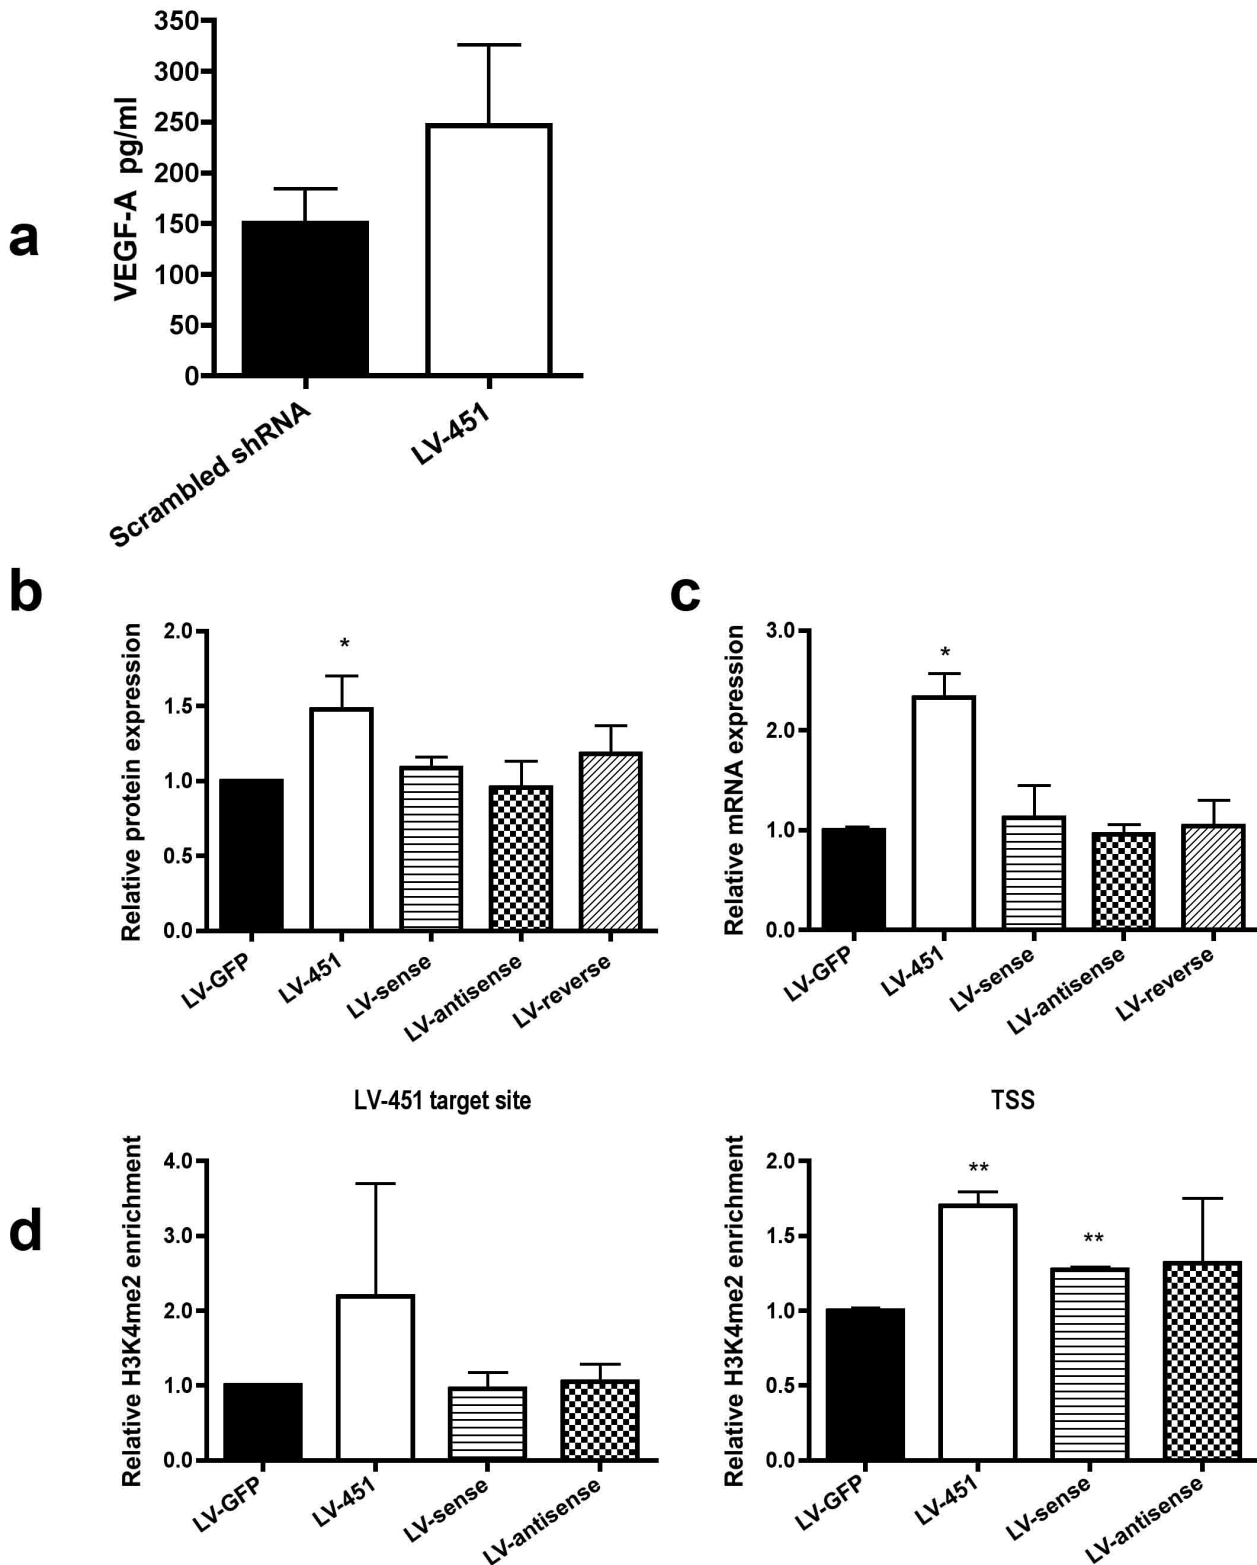 a
VEGF-A pg/ml
350
300
250
200
150
100
50
0
Scrambled shRNA
LV-451
b
Relative protein expression
2.0
1.5
1.0
0.5
0.0
*
LV-GFP
LV-451
LV-sense
LV-antisense
LV-reverse
c
Relative mRNA expression
3.0
2.0
1.0
0.0
*
LV-GFP
LV-451
LV-sense
LV-antisense
LV-reverse
d
LV-451 target site
Relative H3K4me2 enrichment
4.0
3.0
2.0
1.0
0.0
LV-GFP
LV-451
LV-sense
LV-antisense
TSS
Relative H3K4me2 enrichment
2.0
1.5
1.0
0.5
0.0
**
**
LV-GFP
LV-451
LV-sense
LV-antisense